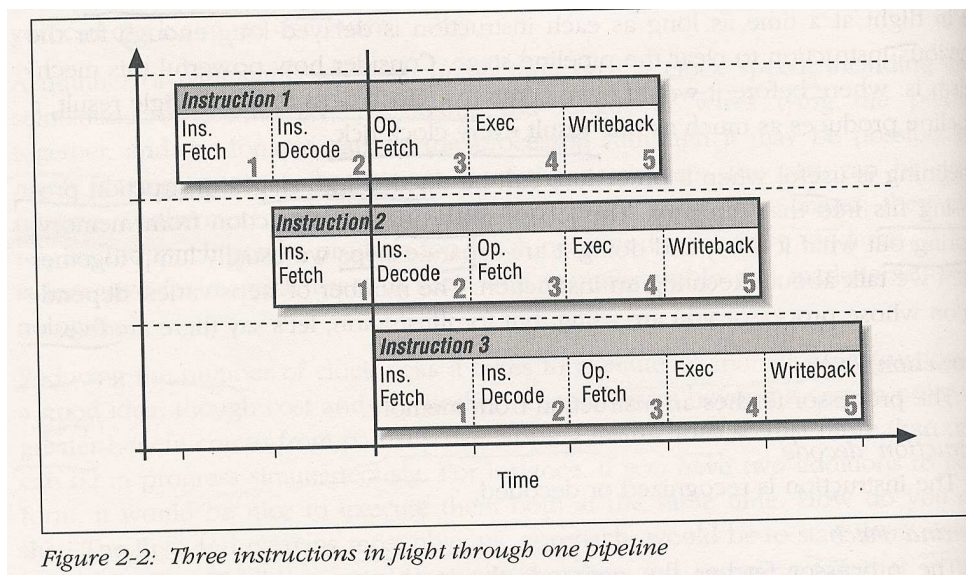 Instruction 1
Ins. Fetch 1
Ins. Decode 2
Op. Fetch 3
Exec 4
Writeback 5
Instruction 2
Ins. Fetch 1
Ins. Decode 2
Op. Fetch 3
Exec 4
Writeback 5
Instruction 3
Ins. Fetch 1
Ins. Decode 2
Op. Fetch 3
Exec 4
Writeback 5
Time
Figure 2-2: Three instructions in flight through one pipeline